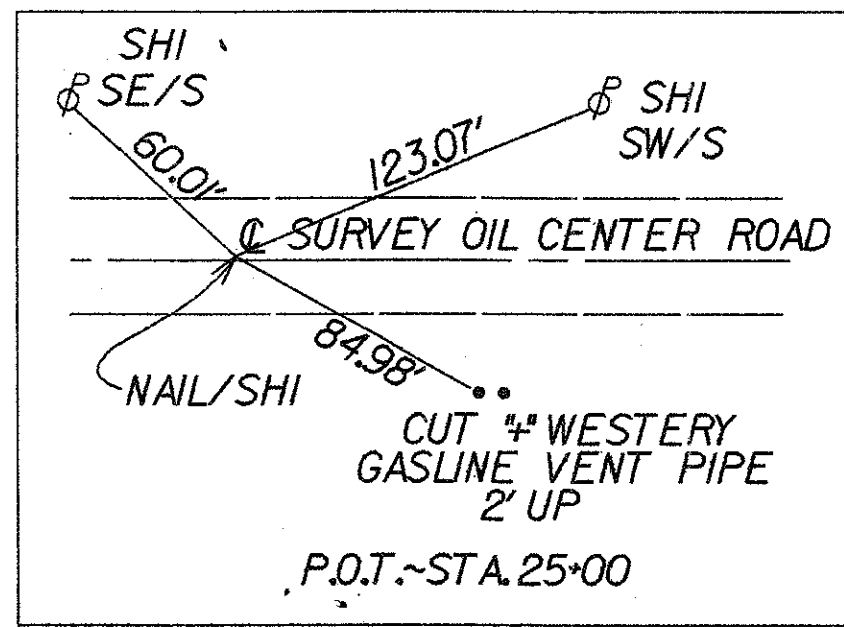 SHI
SE/S
SHI
SW/S
60.01'
123.07'
℄ SURVEY OIL CENTER ROAD
84.98'
NAIL/SHI
CUT "+" WESTERY
GASLINE VENT PIPE
2' UP
P.O.T.~STA. 25+00